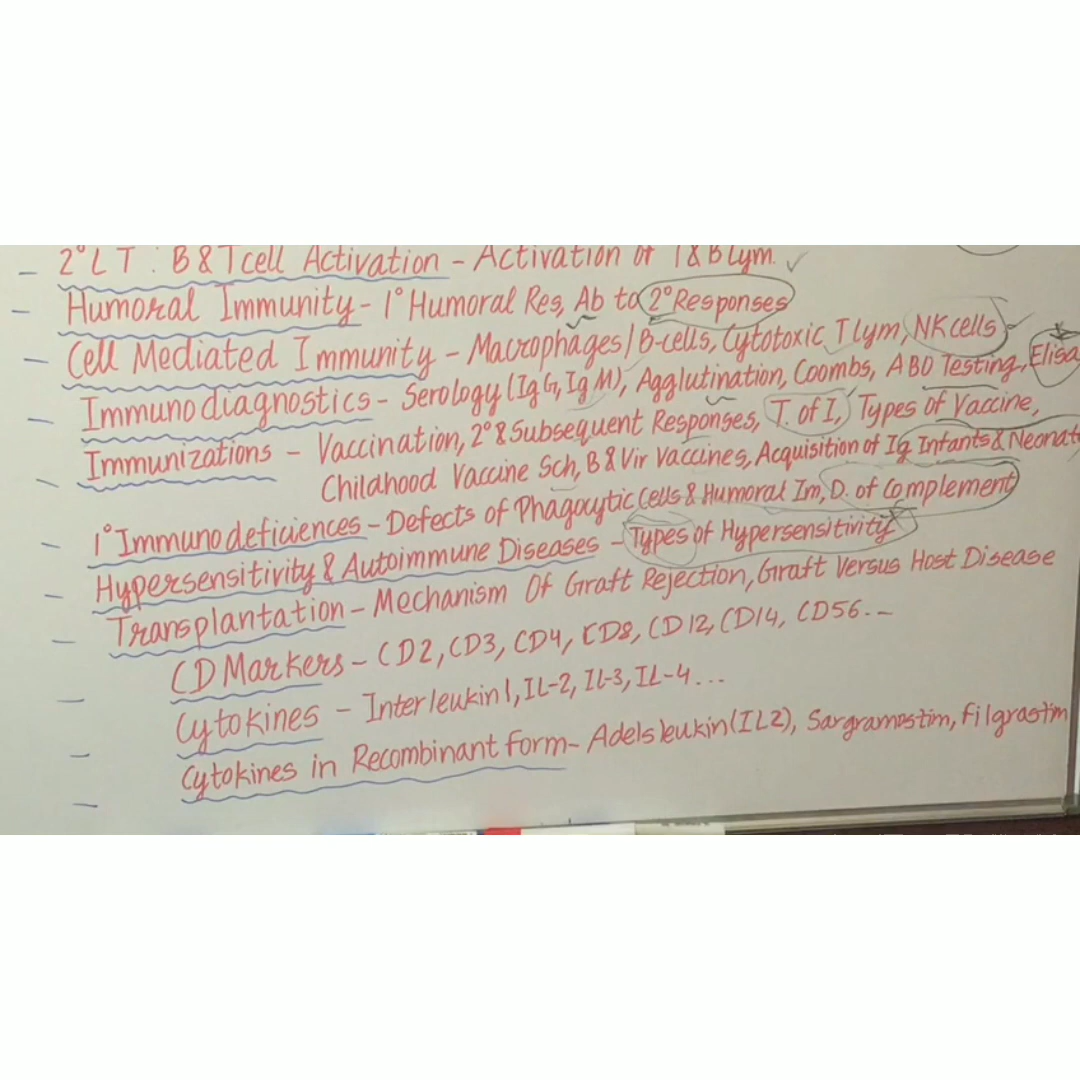 2° L T : B & T cell Activation - Activation of T & B Lym.
Humoral Immunity - 1° Humoral Res, Ab to 2° Responses
Cell Mediated Immunity - Macrophages / B-cells, Cytotoxic T lym, NK cells
Immunodiagnostics - Serology (IgG, IgM), Agglutination, Coombs, ABO Testing, Elisa
Immunizations - Vaccination, 2° & Subsequent Responses, T. of I, Types of Vaccine,
Childhood Vaccine Sch, B & Vir Vaccines, Acquisition of Ig Infants & Neonat
1° Immunodeficiences - Defects of Phagocytic Cells & Humoral Im, D. of Complement
Hypersensitivity & Autoimmune Diseases - Types of Hypersensitivity
Transplantation - Mechanism Of Graft Rejection, Graft Versus Host Disease
CD Markers - CD2, CD3, CD4, CD8, CD12, CD14, CD56...
Cytokines - Interleukin 1, IL-2, IL-3, IL-4...
Cytokines in Recombinant form - Adelsleukin (IL2), Sargramostim, Filgrastim